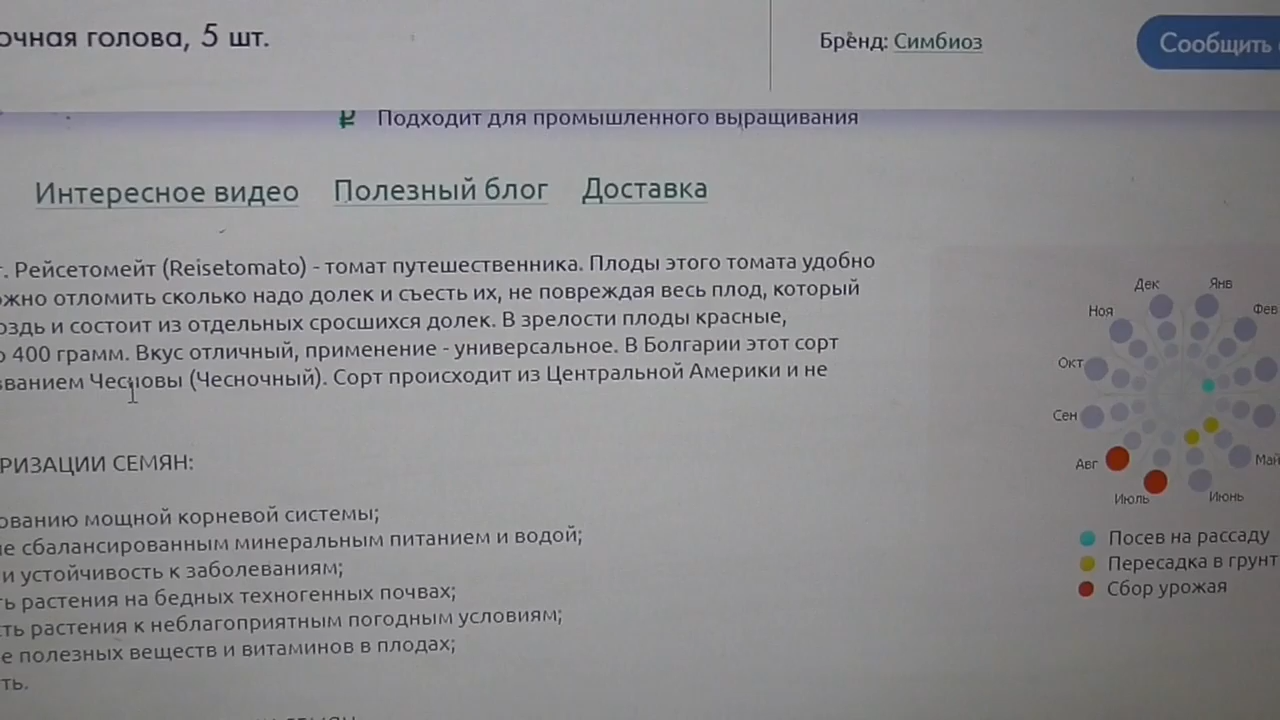 очная голова, 5 шт.
Бренд: Симбиоз
Сообщить
₽ Подходит для промышленного выращивания
Интересное видео Полезный блог Доставка
т. Рейсетомейт (Reisetomato) - томат путешественника. Плоды этого томата удобно
ожно отломить сколько надо долек и съесть их, не повреждая весь плод, который
оздь и состоит из отдельных сросшихся долек. В зрелости плоды красные,
о 400 грамм. Вкус отличный, применение - универсальное. В Болгарии этот сорт
званием Чесновы (Чесночный). Сорт происходит из Центральной Америки и не
РИЗАЦИИ СЕМЯН:
ованию мощной корневой системы;
е сбалансированным минеральным питанием и водой;
и устойчивость к заболеваниям;
ть растения на бедных техногенных почвах;
сть растения к неблагоприятным погодным условиям;
е полезных веществ и витаминов в плодах;
ть.
Дек Янв
Ноя Фев
Окт
Сен
Авг Май
Июль Июнь
Посев на рассаду
Пересадка в грунт
Сбор урожая